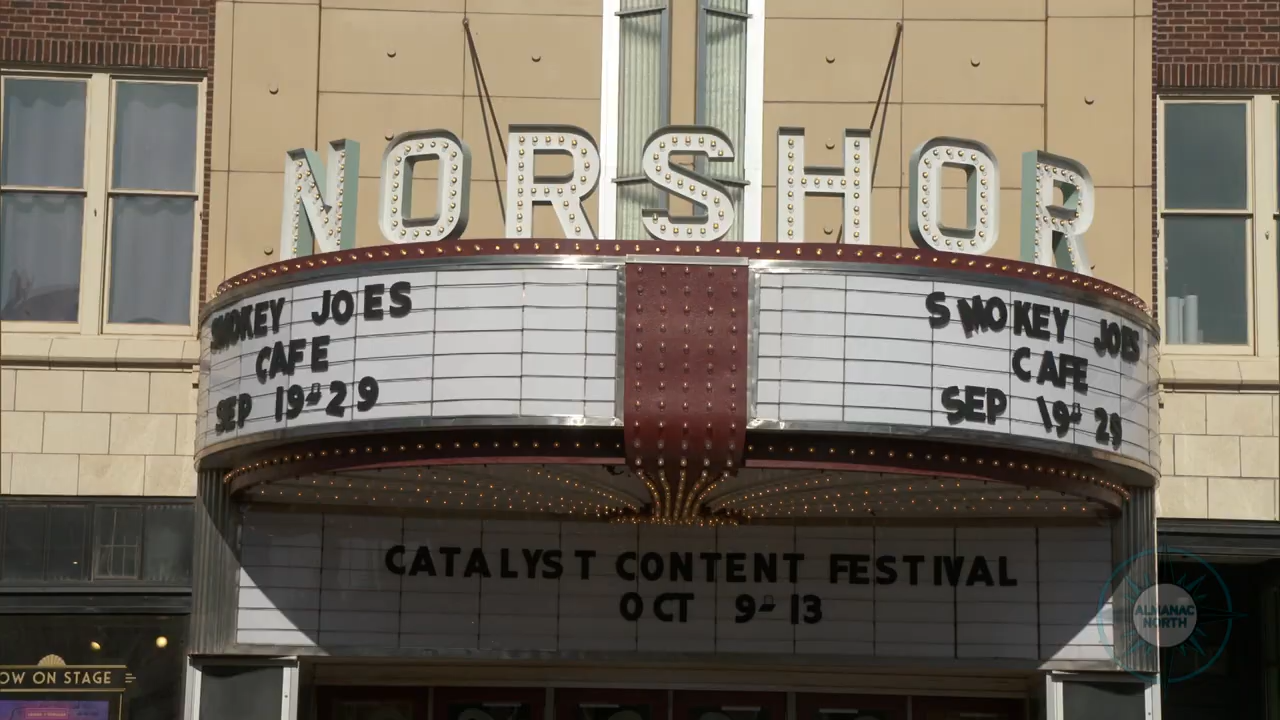 NORSHOR
SMOKEY JOES
CAFE
SEP 19-29
SMOKEY JOES
CAFE
SEP 19-29
CATALYST CONTENT FESTIVAL
OCT 9-13
OW ON STAGE
ALMANAC
NORTH